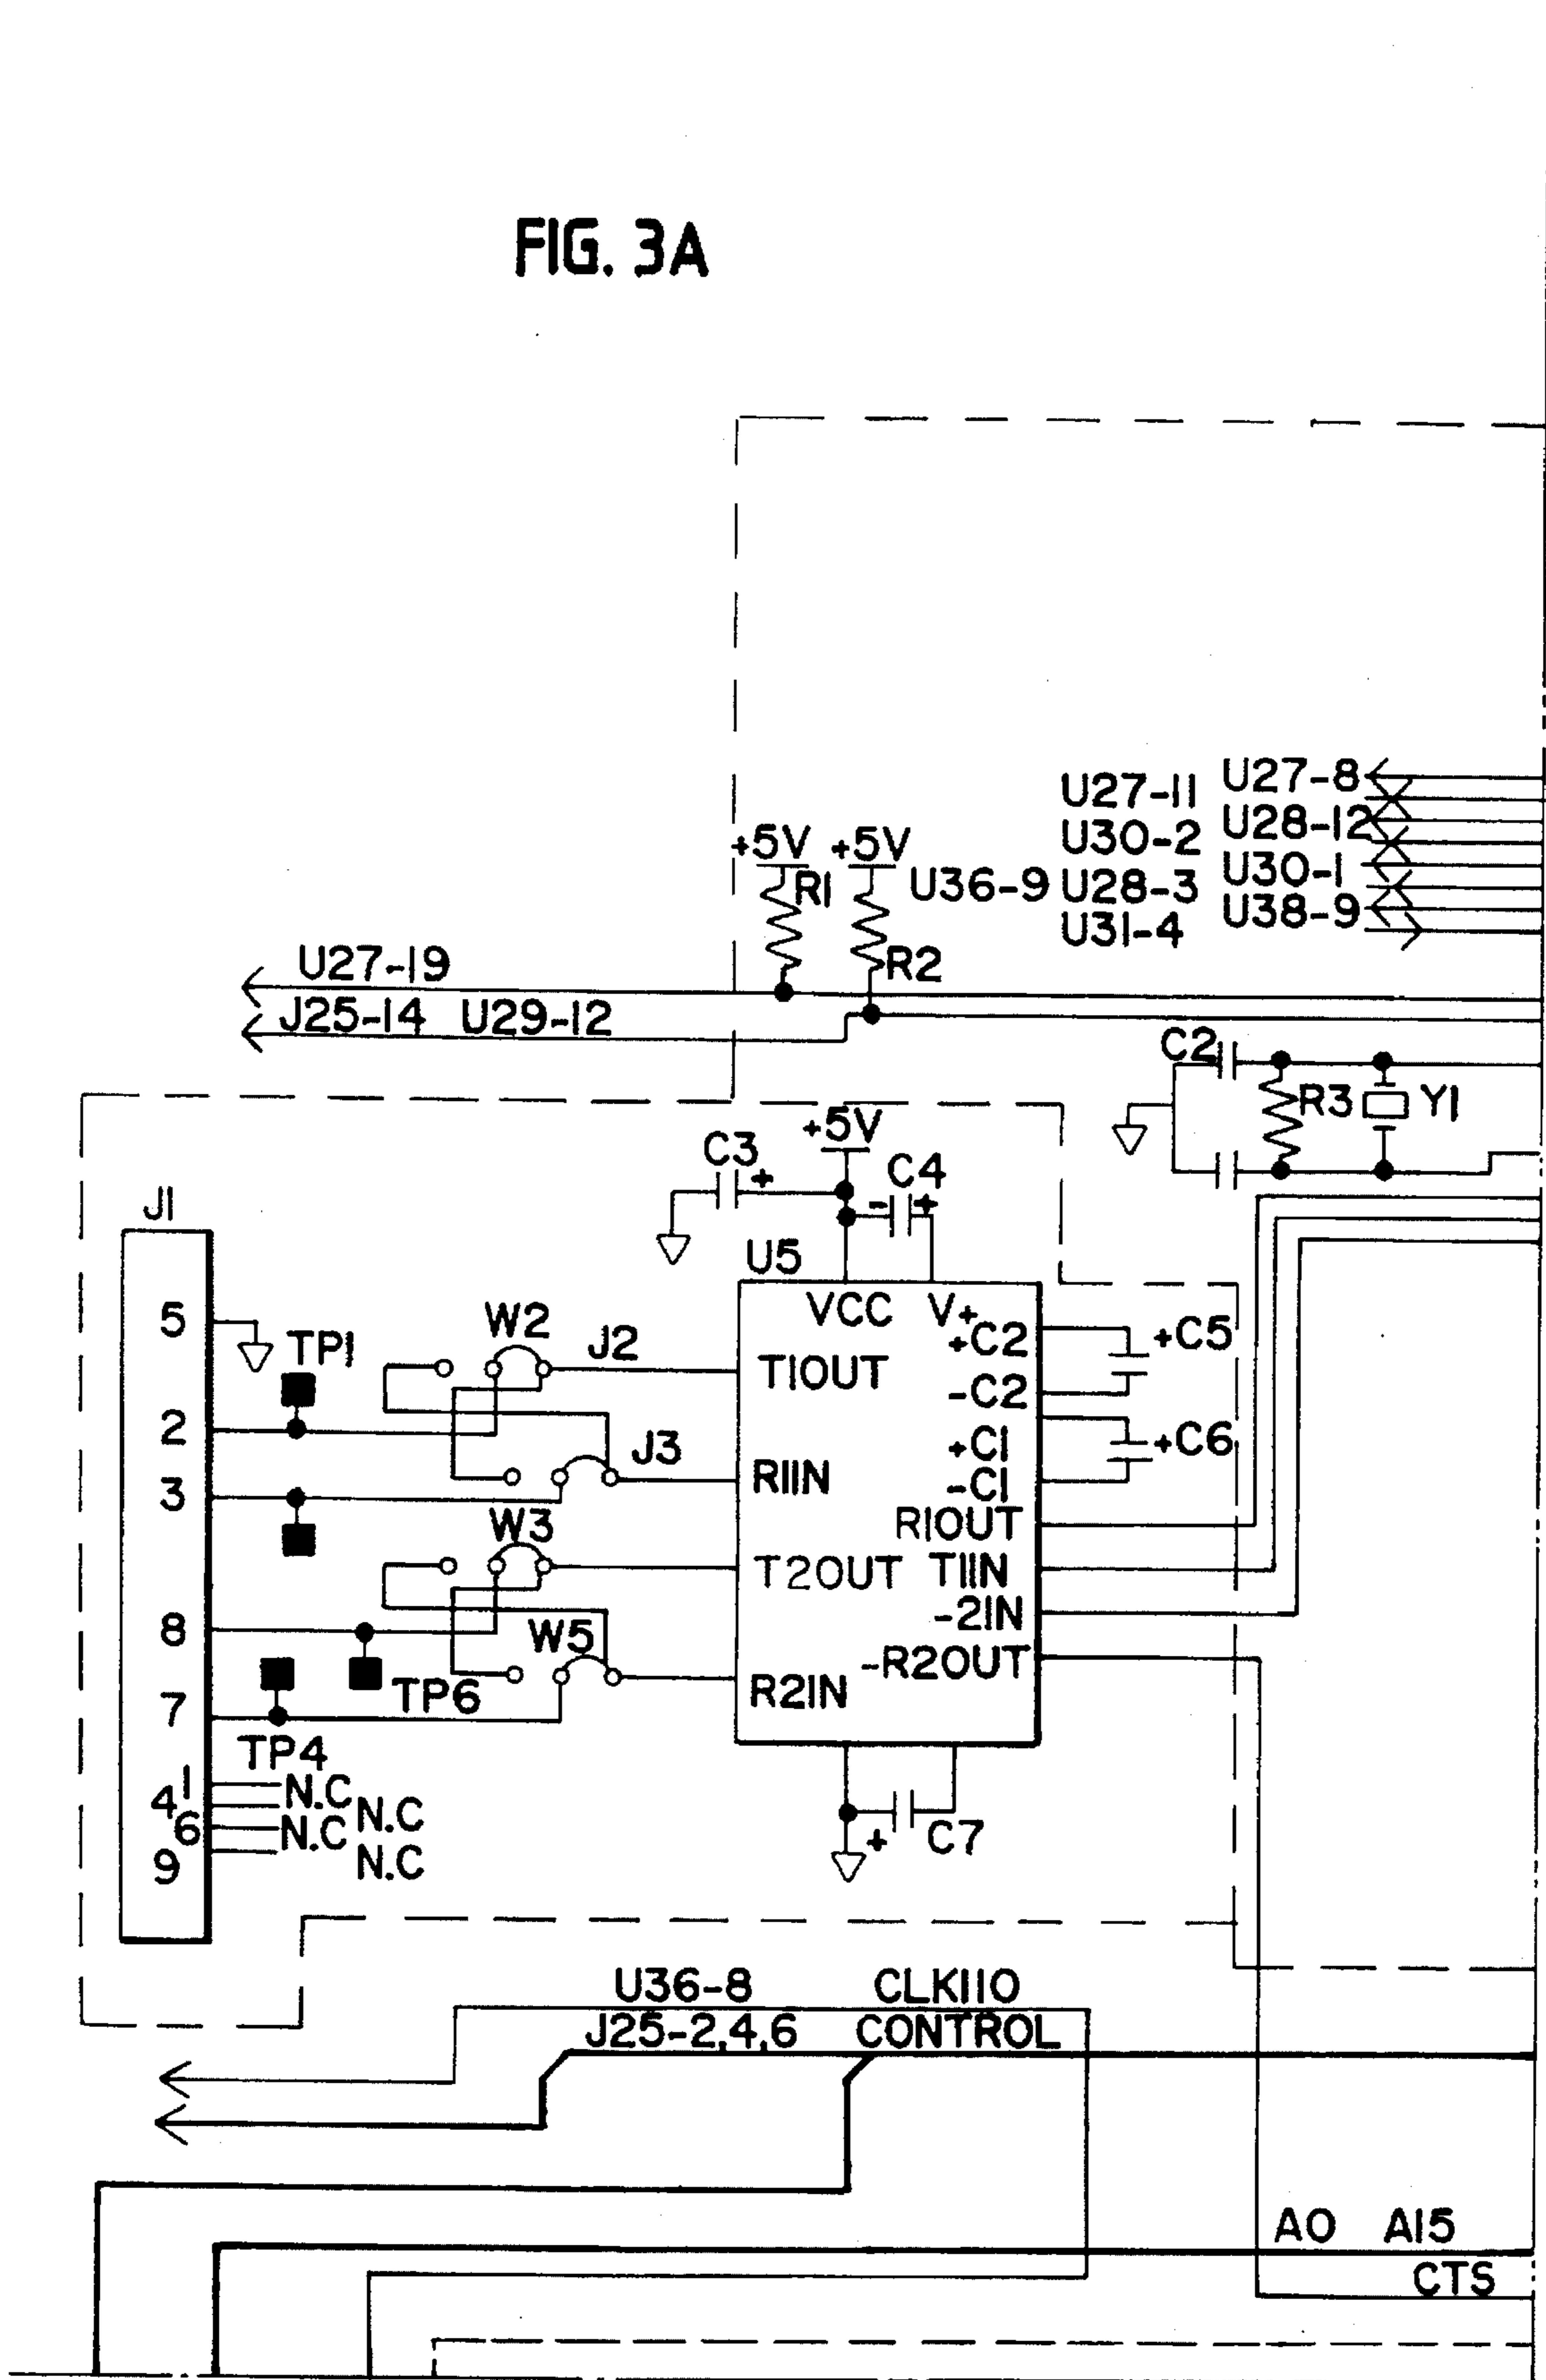 FIG. 3A
U27-8
U27-11
U28-12
U30-2
+5V +5V
U30-1
R1 U36-9 U28-3
U38-9
U31-4
U27-19 R2
J25-14 U29-12
C2
R3 Y1
+5V
C3 +
C4
- +
J1
U5
5 W2 VCC V+
TP1 J2 +C2 +C5
T1OUT
-C2
2
J3 +C1 +C6
3 R1IN -C1
W3 R1OUT
T2OUT T1IN
8 -2IN
W5 -R2OUT
TP6 R2IN
7
TP4
1 N.C
4 N.C
6 N.C
9 N.C
+ C7
U36-8 CLK110
J25-2,4,6 CONTROL
A0 A15
CTS